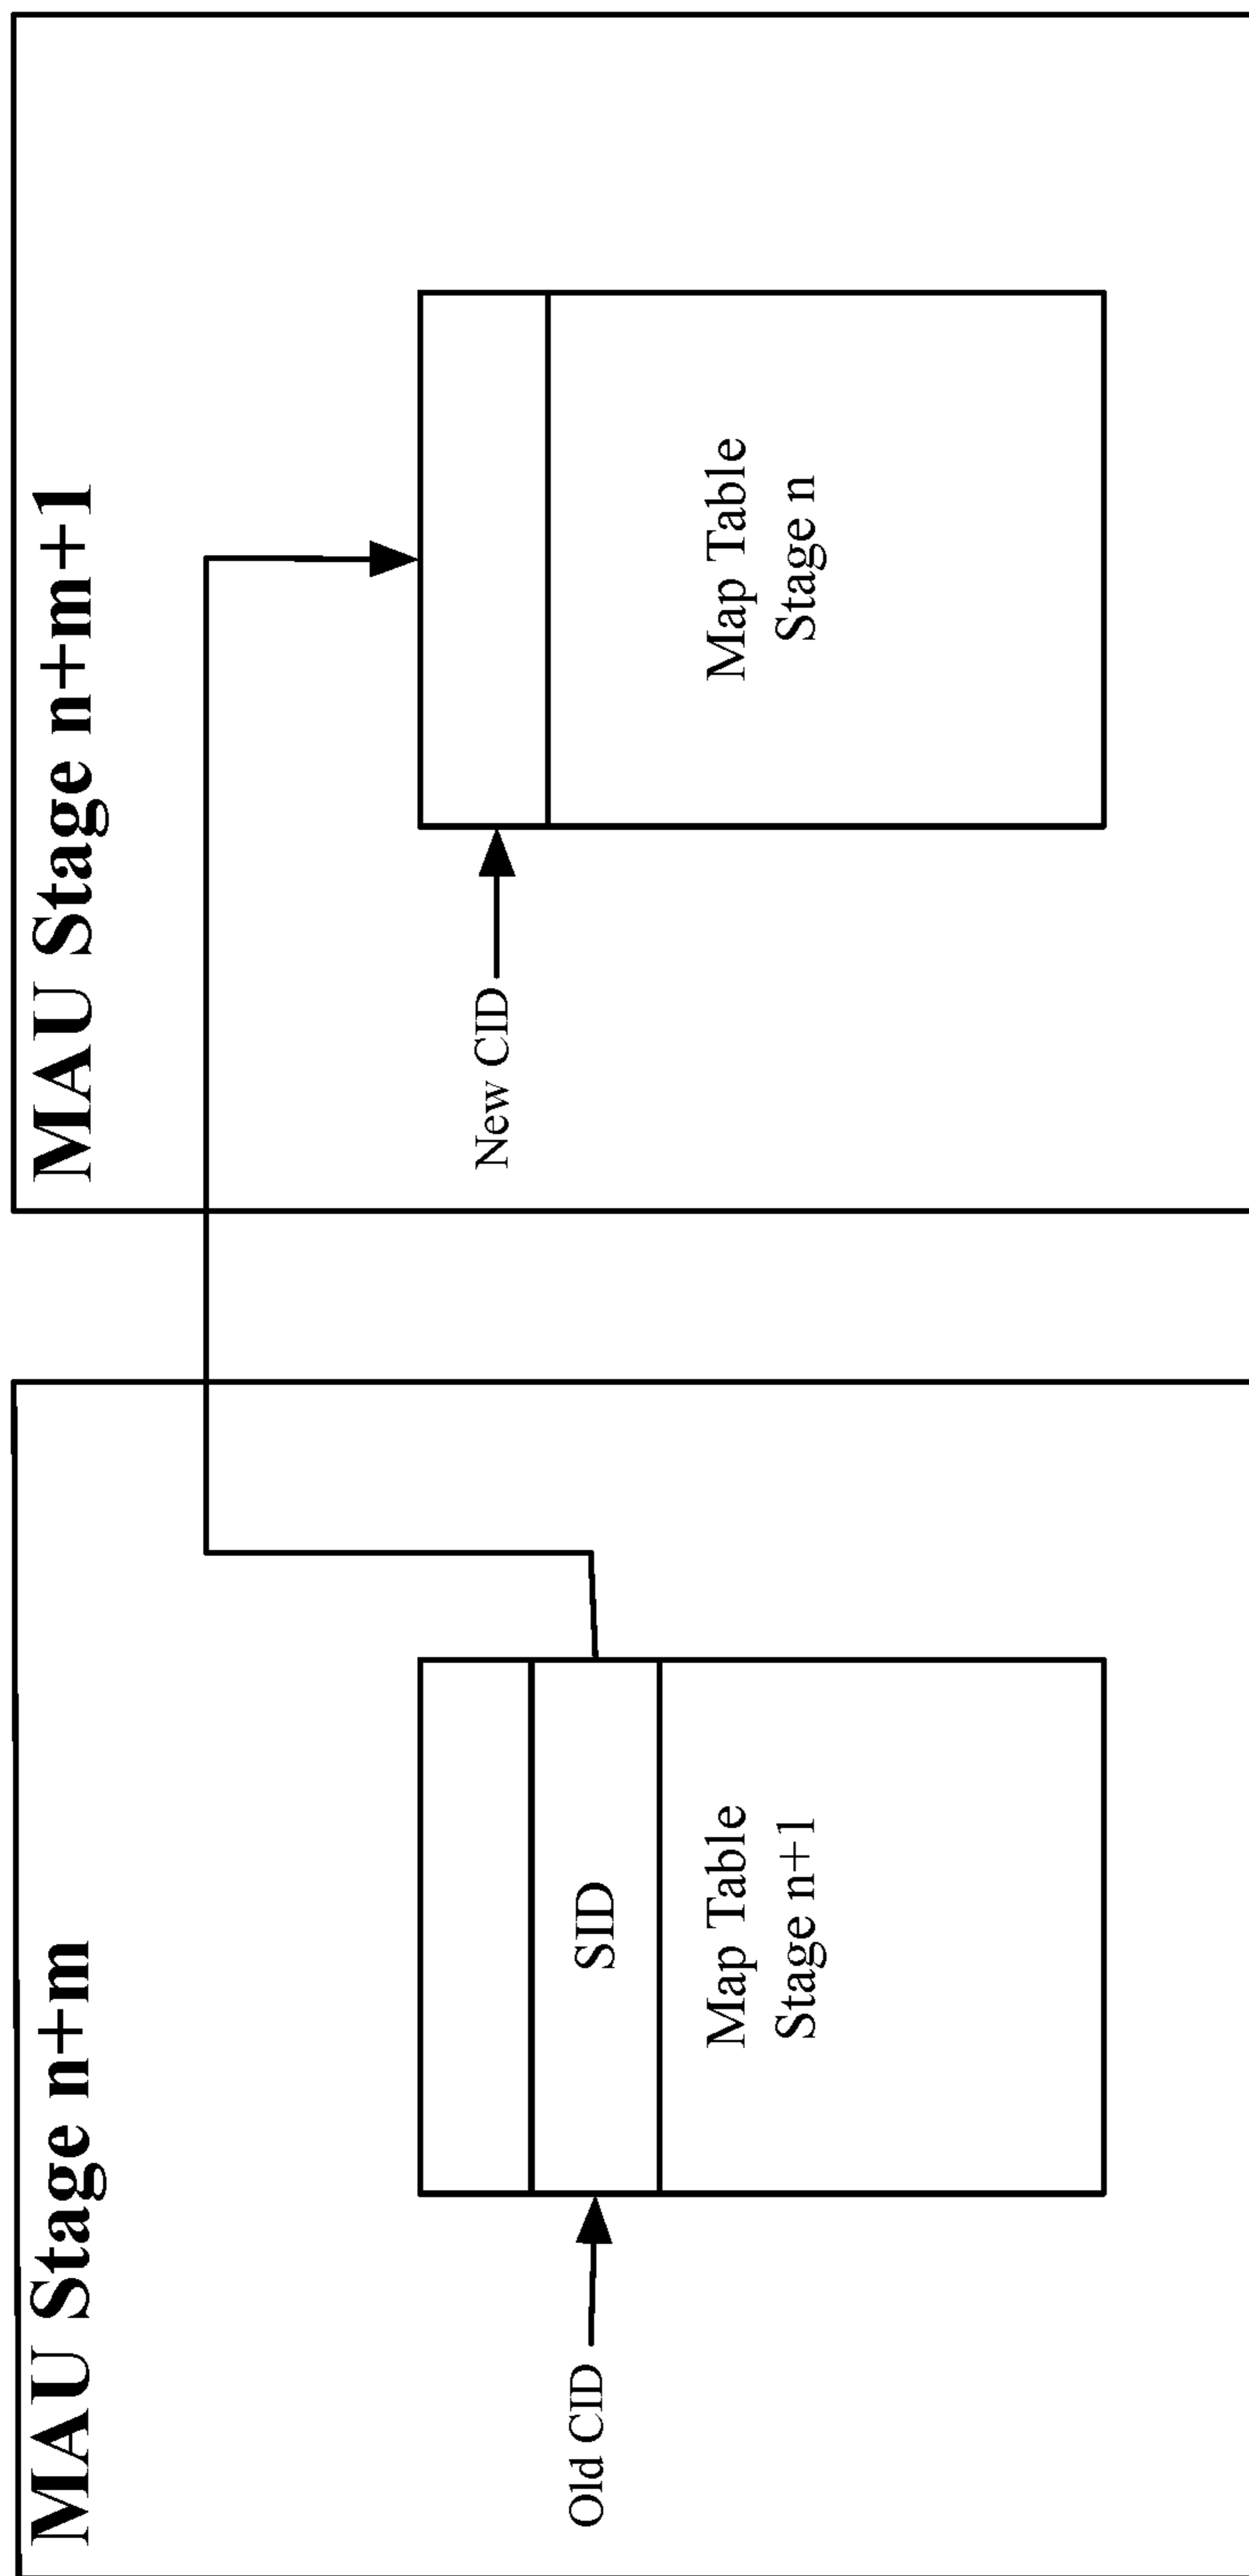 MAU Stage n+m
Old CID
SID
Map Table
Stage n+1
MAU Stage n+m+1
New CID
Map Table
Stage n